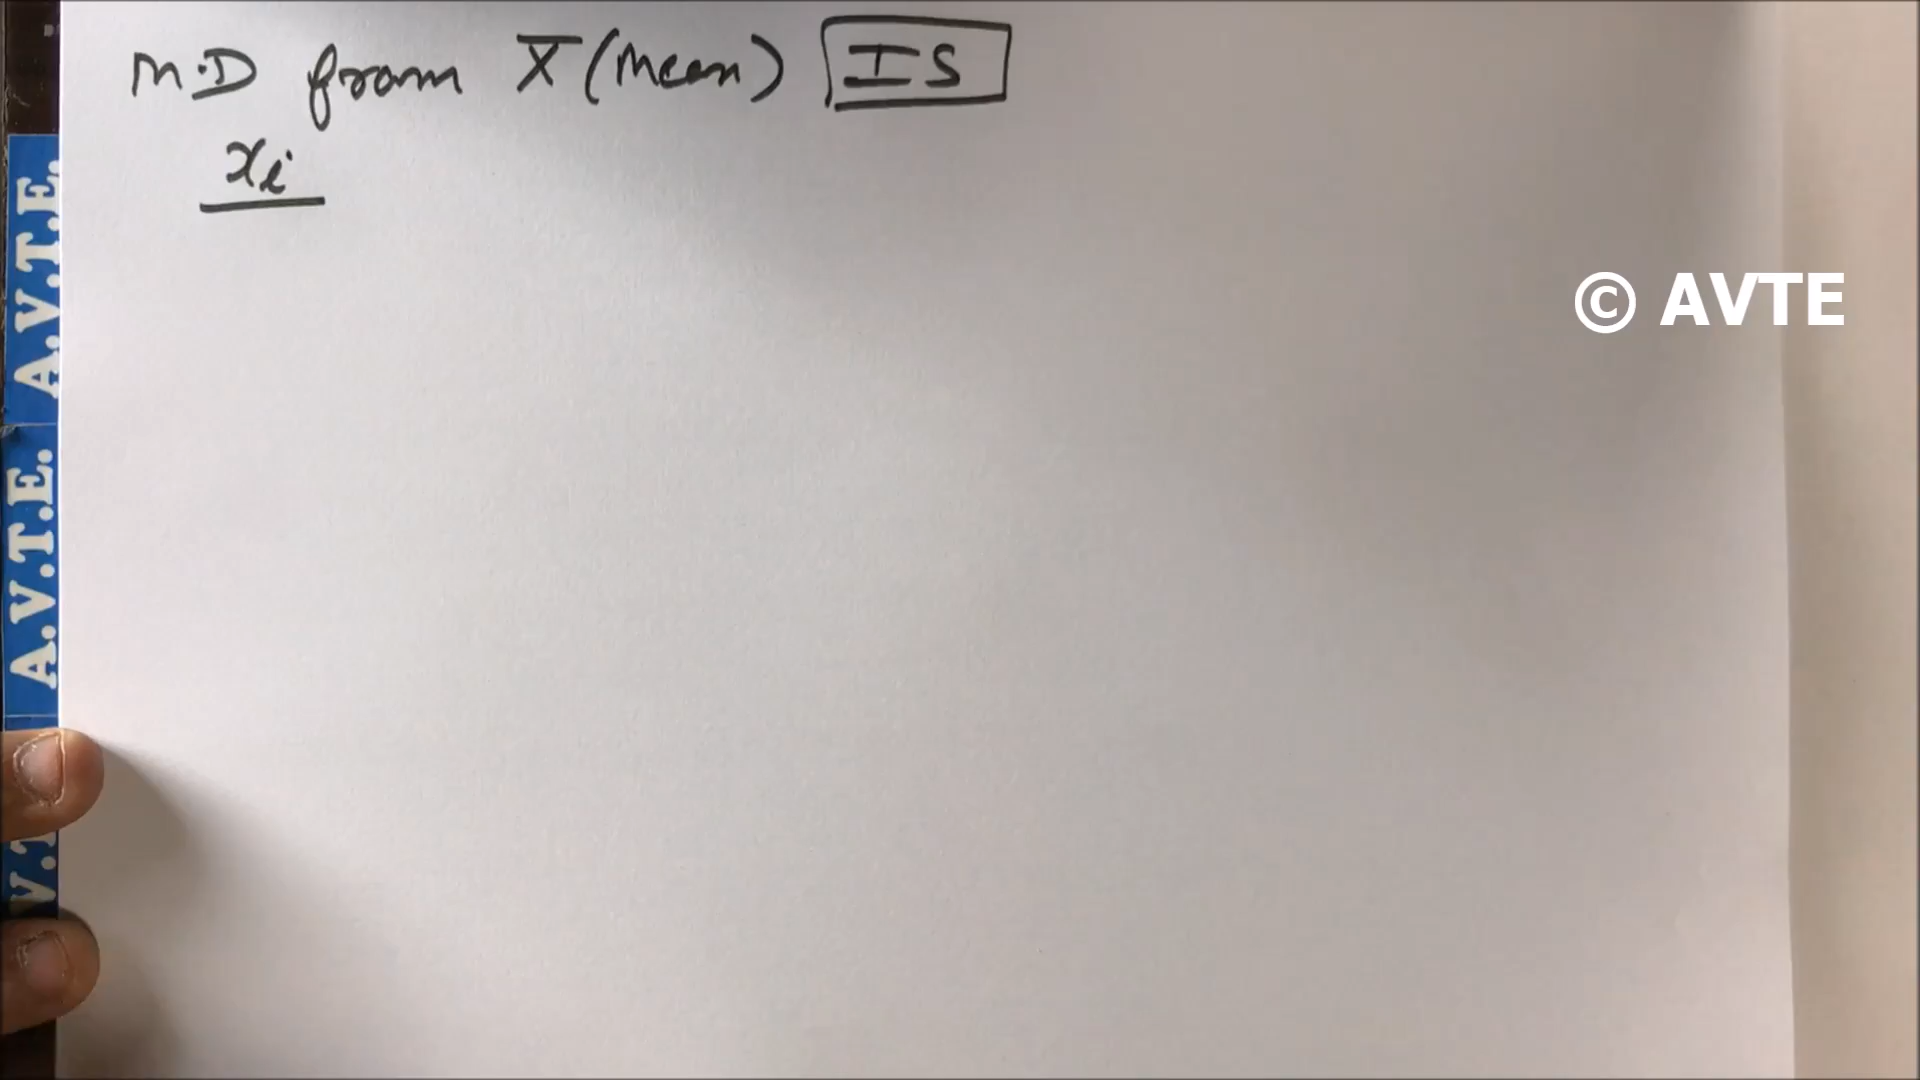 M.D from X̅ (Mean) IS
xi
© AVTE
A.V.T.E.
A.V.T.E.
V.T